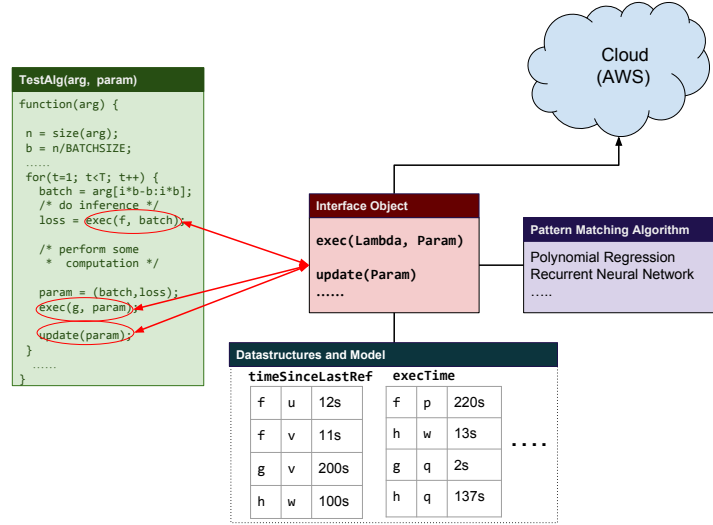 Cloud
(AWS)
TestAlg(arg, param)
function(arg) {
n = size(arg);
b = n/BATCHSIZE;
......
for(t=1; t<T; t++) {
batch = arg[i*b-b:i*b];
/* do inference */
loss = exec(f, batch);
/* perform some
* computation */
param = (batch,loss);
exec(g, param);
update(param);
}
......
}
Interface Object
exec(Lambda, Param)
update(Param)
......
Pattern Matching Algorithm
Polynomial Regression
Recurrent Neural Network
.....
Datastructures and Model
timeSinceLastRef
f u 12s
f v 11s
g v 200s
h w 100s
execTime
f p 220s
h w 13s
g q 2s
h q 137s
....